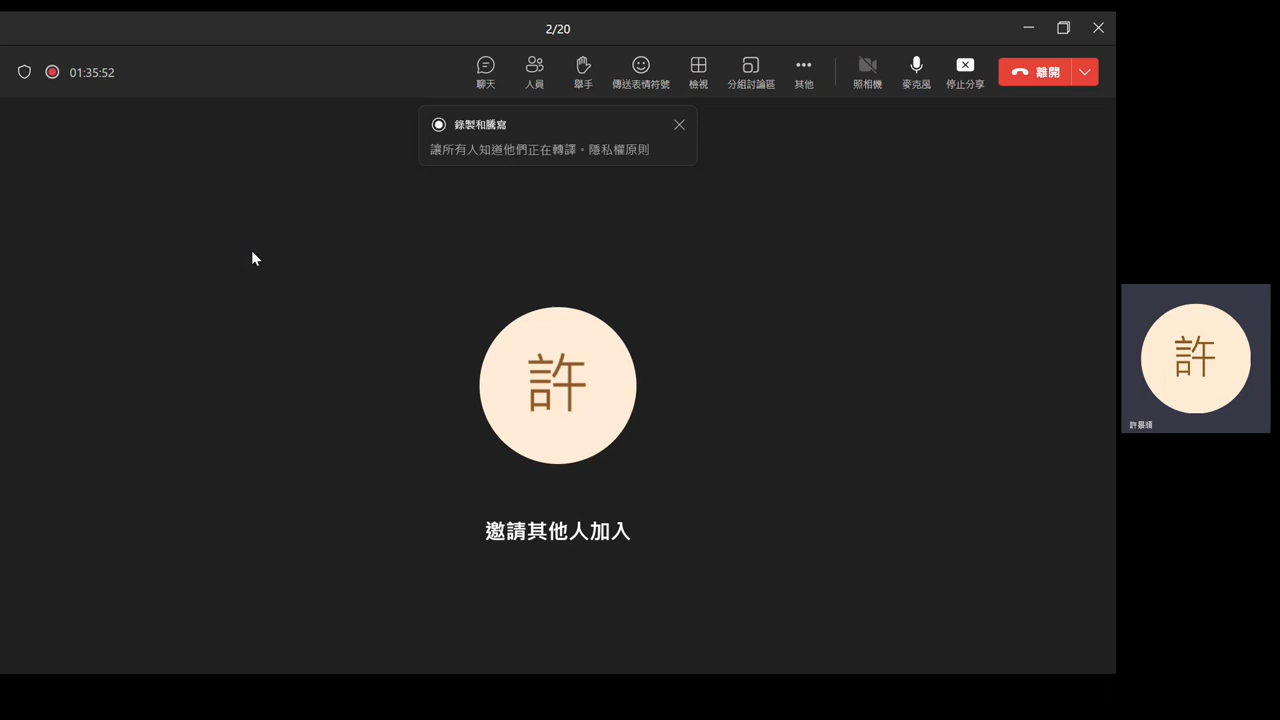 2/20
01:35:52
聊天
人員
舉手
傳送表情符號
檢視
分組討論區
其他
照相機
麥克風
停止分享
離開
錄製和騰寫
讓所有人知道他們正在轉譯。隱私權原則
許
邀請其他人加入
許
許景順